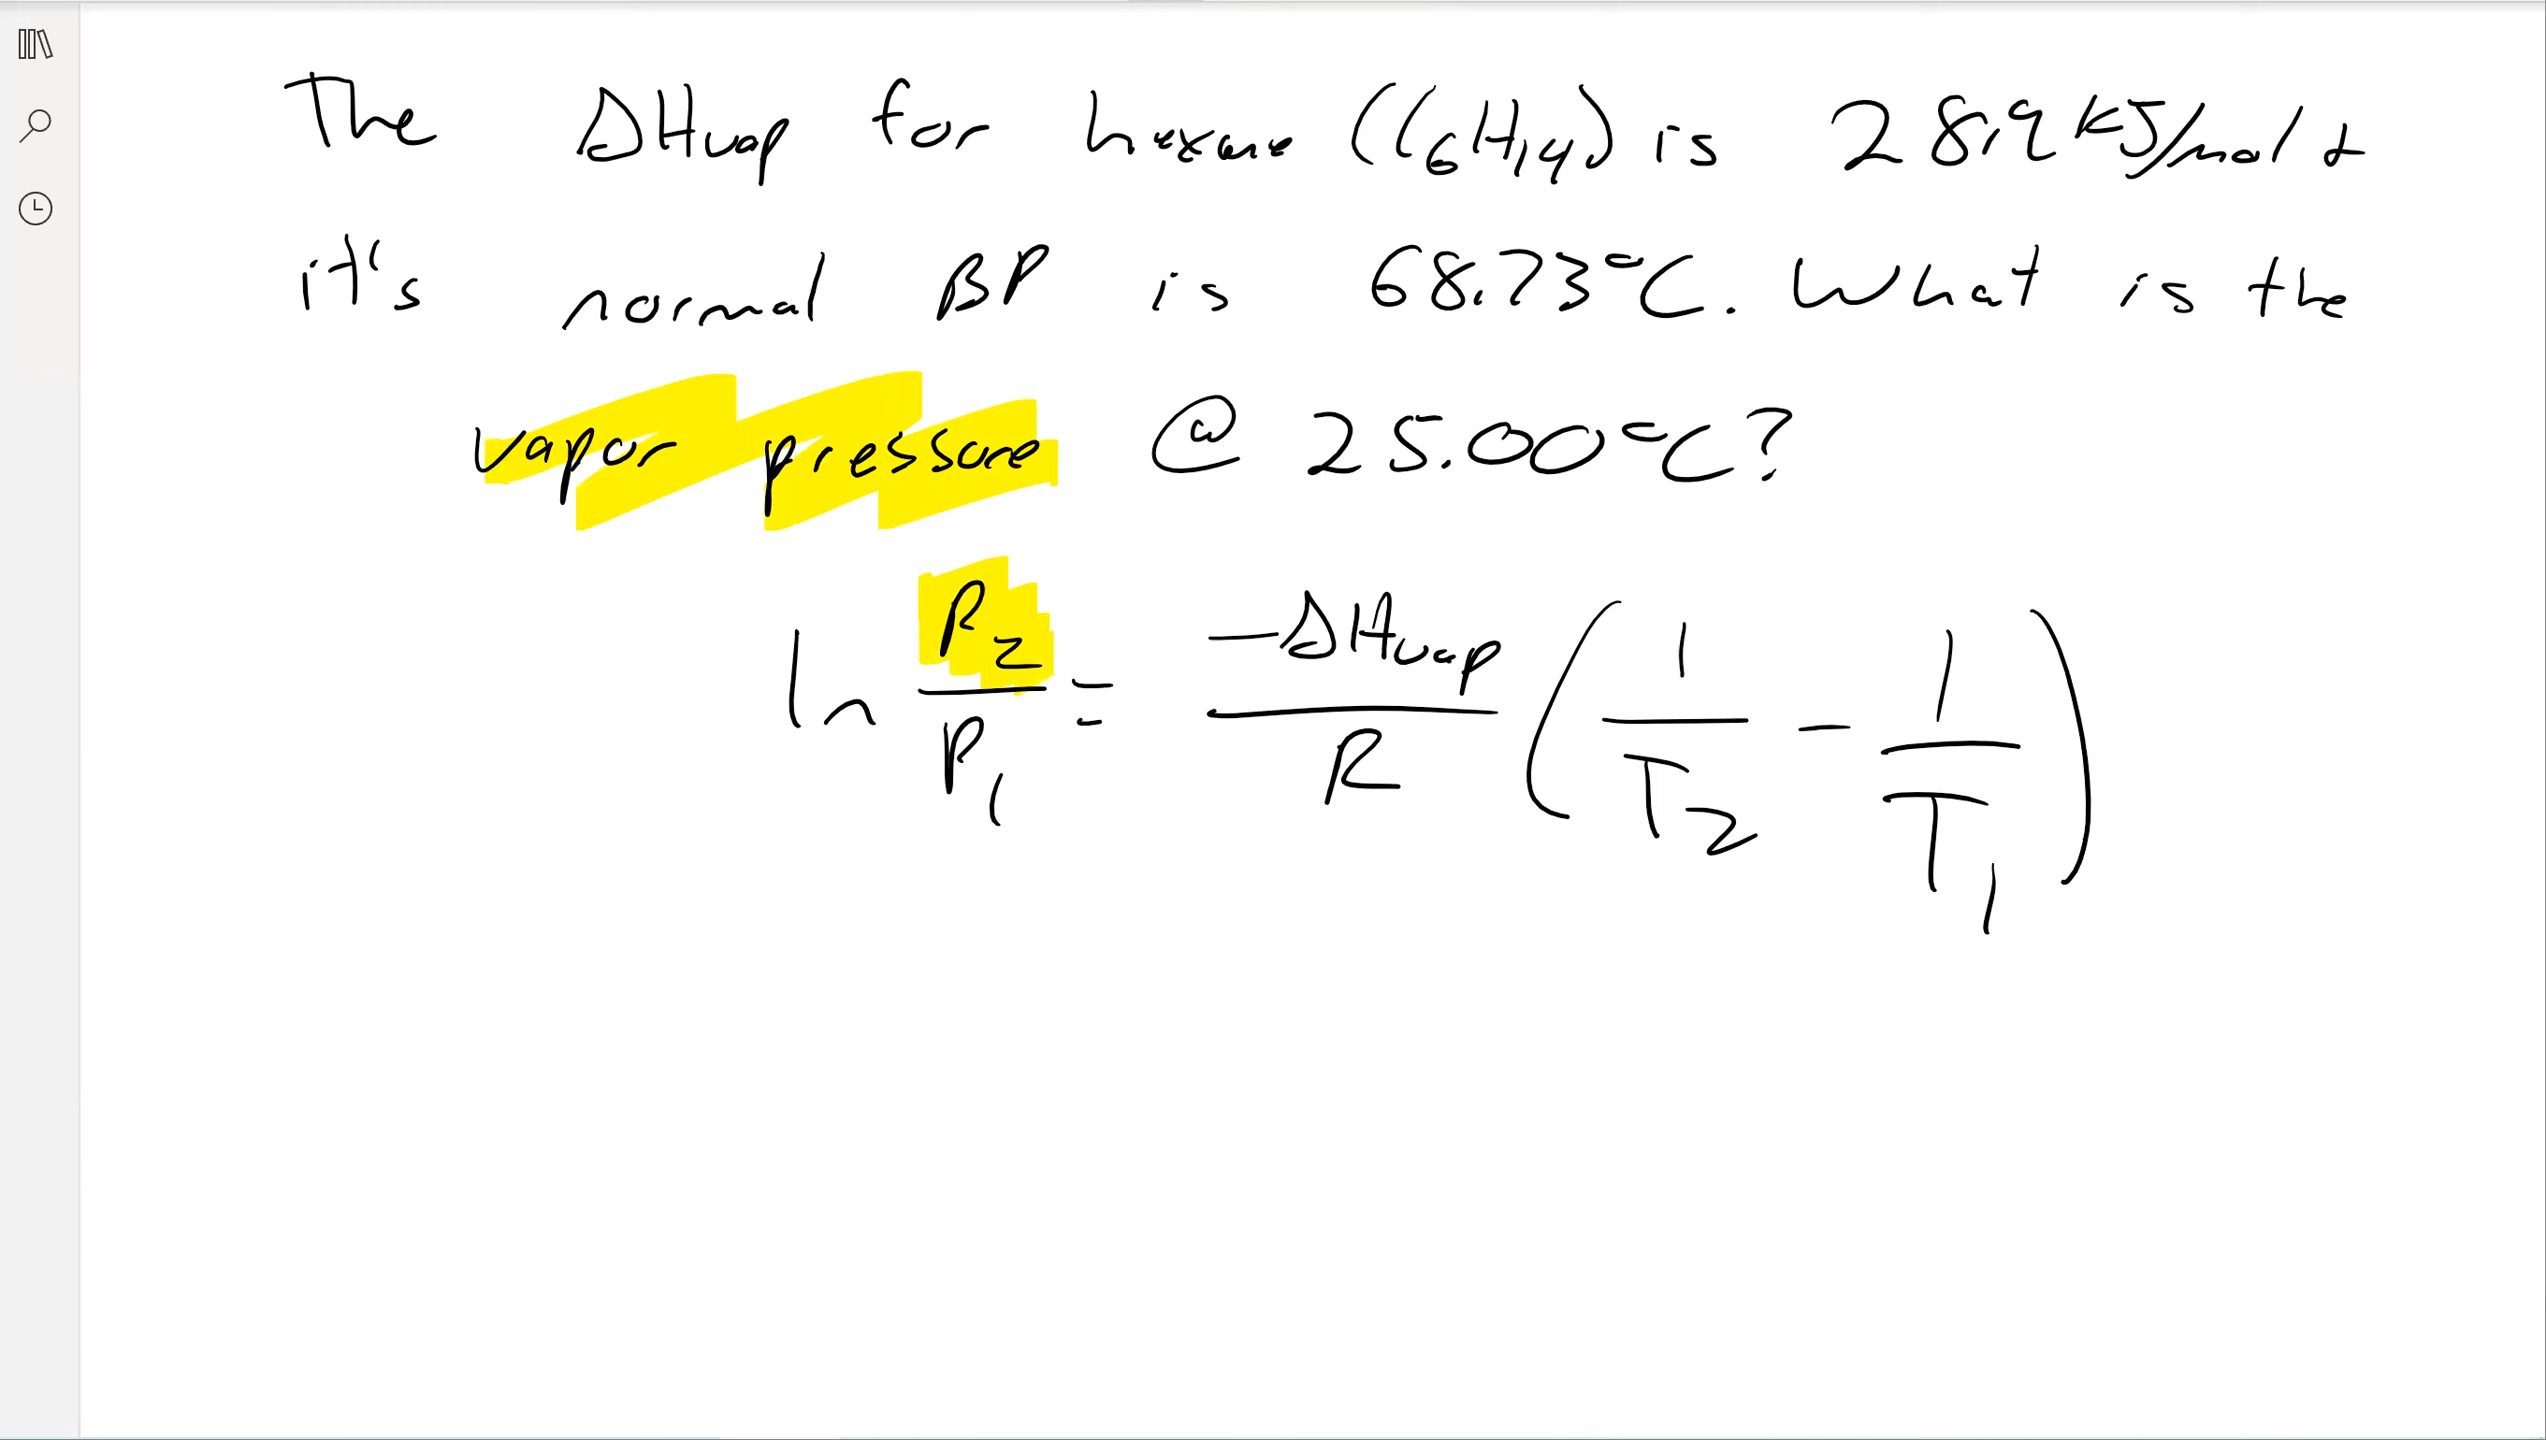 The ΔHvap for hexane (C₆H₁₄) is 28.9 kJ/mol &
it's normal BP is 68.73°C. What is the
vapor pressure @ 25.00°C?
ln P₂/P₁ = -ΔHvap/R (1/T₂ - 1/T₁)